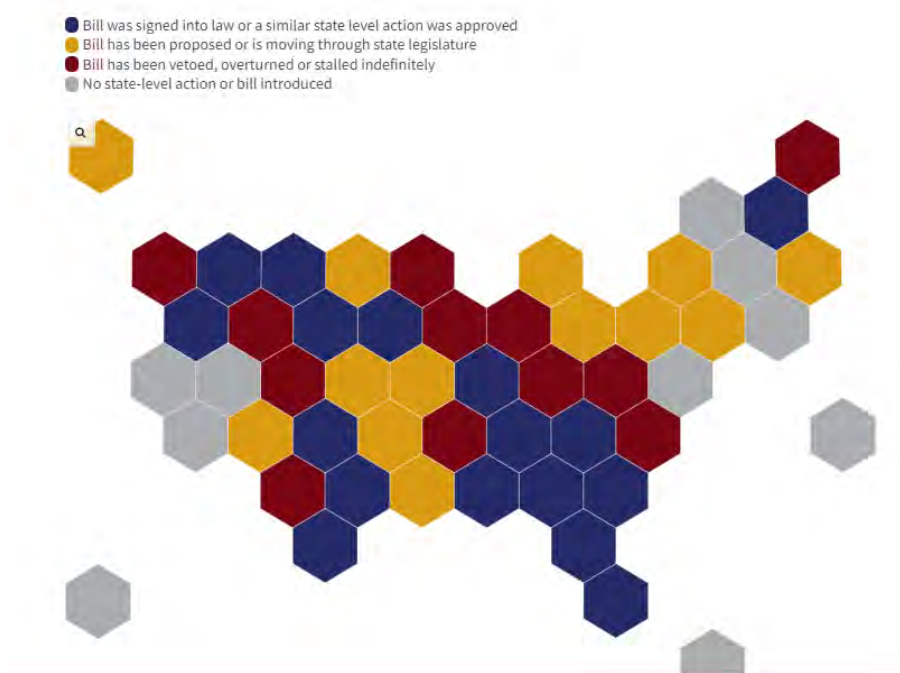 Bill was signed into law or a similar state level action was approved
Bill has been proposed or is moving through state legislature
Bill has been vetoed, overturned or stalled indefinitely
No state-level action or bill introduced